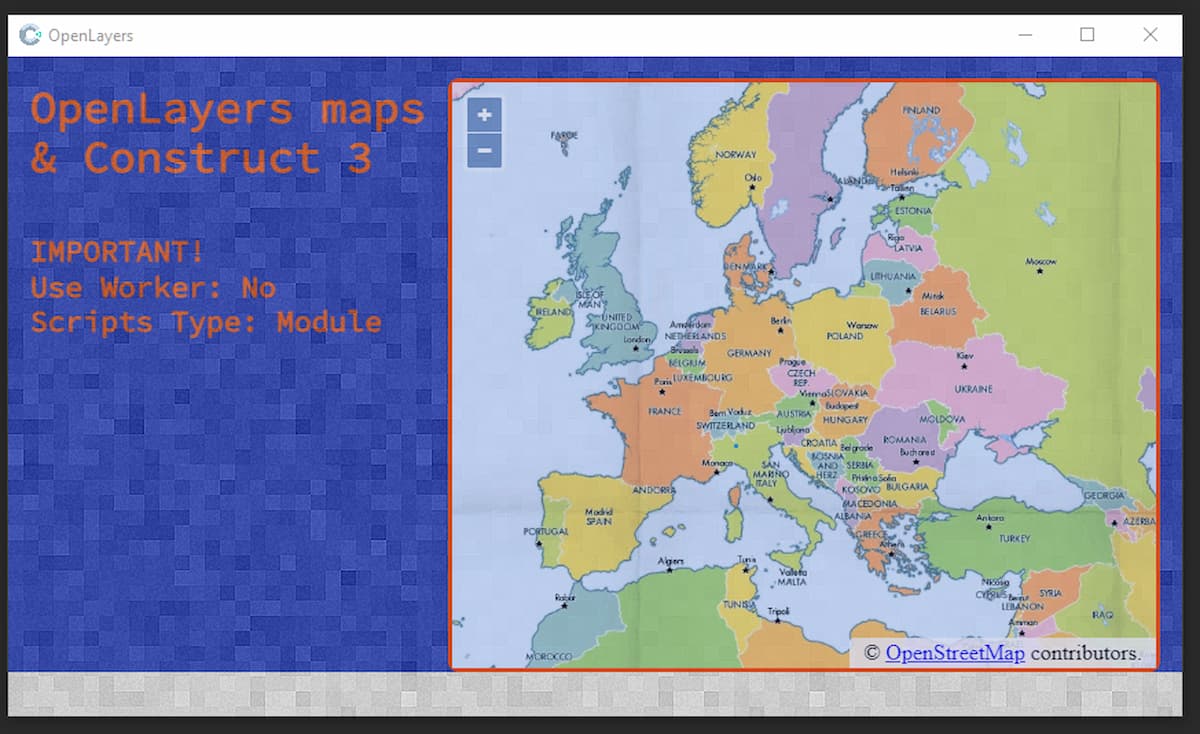 OpenLayers
OpenLayers maps
& Construct 3
IMPORTANT!
Use Worker: No
Scripts Type: Module
+
−
FAROE
FINLAND
NORWAY
Oslo
Helsinki
Tallinn
ESTONIA
Riga
LATVIA
Moscow
DENMARK
LITHUANIA
Minsk
BELARUS
ISLE OF
MAN
IRELAND
UNITED
KINGDOM
London
Amsterdam
NETHERLANDS
Berlin
Warsaw
POLAND
Brussels
BELGIUM
GERMANY
Kiev
Prague
CZECH
REP.
Paris
LUXEMBOURG
UKRAINE
Vienna
SLOVAKIA
Budapest
FRANCE
Bern
Vaduz
AUSTRIA
HUNGARY
MOLDOVA
SWITZERLAND
Ljubljana
CROATIA
Belgrade
ROMANIA
Bucharest
BOSNIA
AND
HERZ
SERBIA
Monaco
SAN
MARINO
ITALY
Pristina
Sofia
KOSOVO
BULGARIA
ANDORRA
MACEDONIA
GEORGIA
ALBANIA
Madrid
SPAIN
Ankara
AZERBA
PORTUGAL
GREECE
TURKEY
Athens
Algiers
Tunis
Valletta
MALTA
Nicosia
CYPRUS
Beirut
LEBANON
SYRIA
Rabat
TUNISIA
Tripoli
IRAQ
Amman
MOROCCO
© OpenStreetMap contributors.